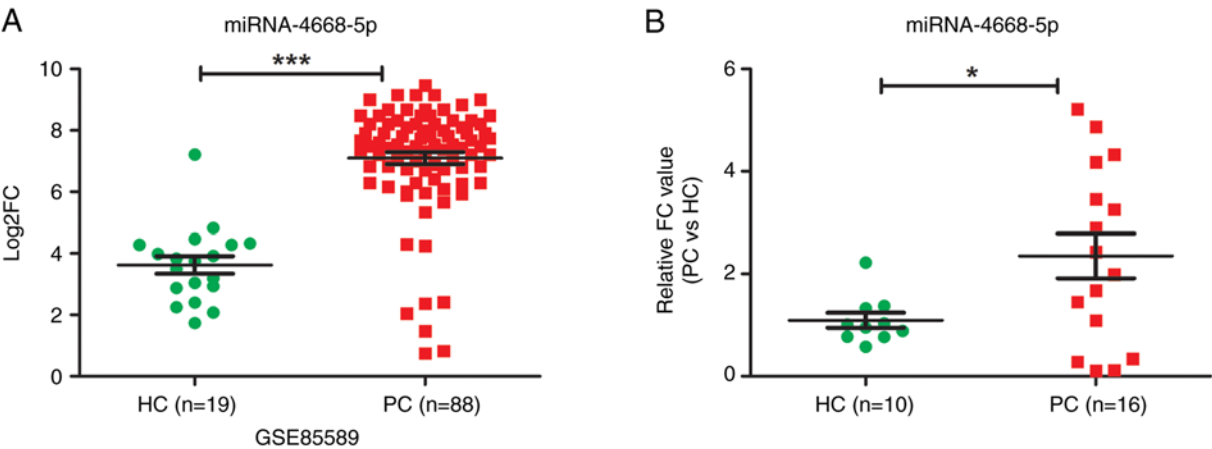 A
miRNA-4668-5p
***
10
8
6
4
2
0
Log2FC
HC (n=19)
PC (n=88)
GSE85589
B
miRNA-4668-5p
*
6
4
2
0
Relative FC value
(PC vs HC)
HC (n=10)
PC (n=16)